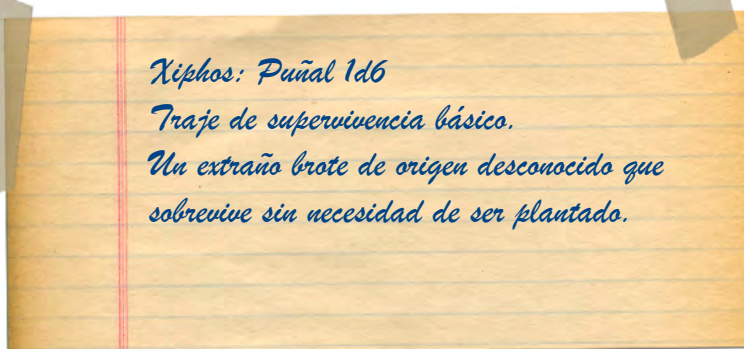 Xiphos: Puñal 1d6
Traje de supervivencia básico.
Un extraño brote de origen desconocido que
sobrevive sin necesidad de ser plantado.